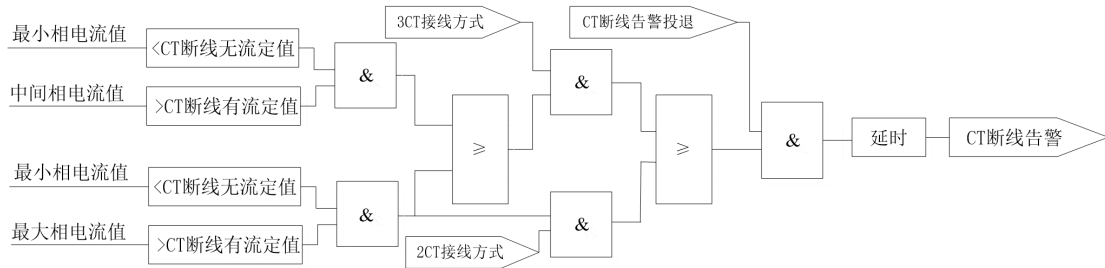 3CT接线方式
CT断线告警投退
最小相电流值
<CT断线无流定值
&
&
中间相电流值
>CT断线有流定值
≥
≥
&
延时
CT断线告警
最小相电流值
<CT断线无流定值
&
&
最大相电流值
>CT断线有流定值
2CT接线方式